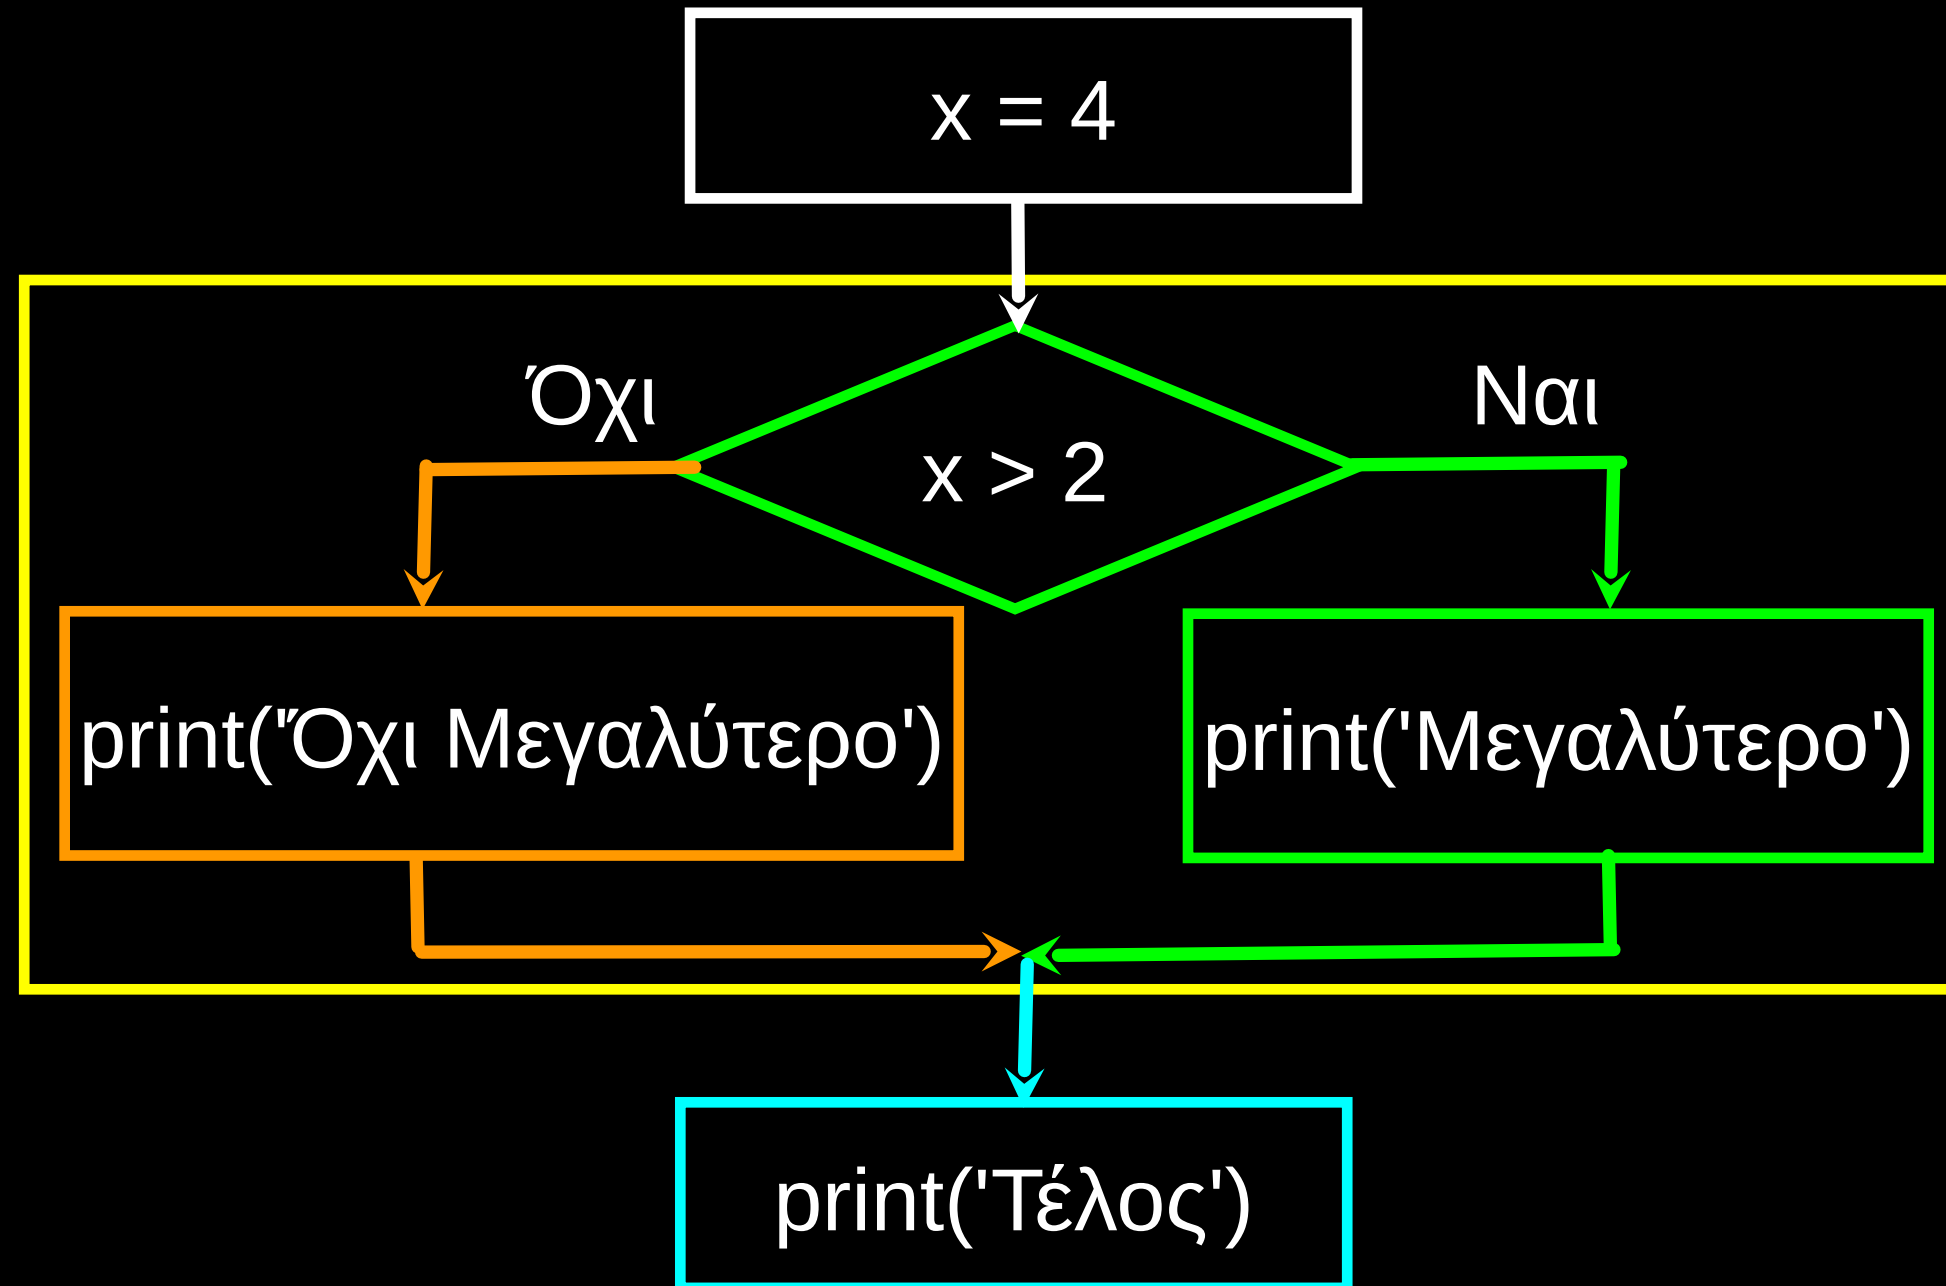 x = 4
Όχι
Ναι
x > 2
print('Όχι Μεγαλύτερο')
print('Μεγαλύτερο')
print('Τέλος')